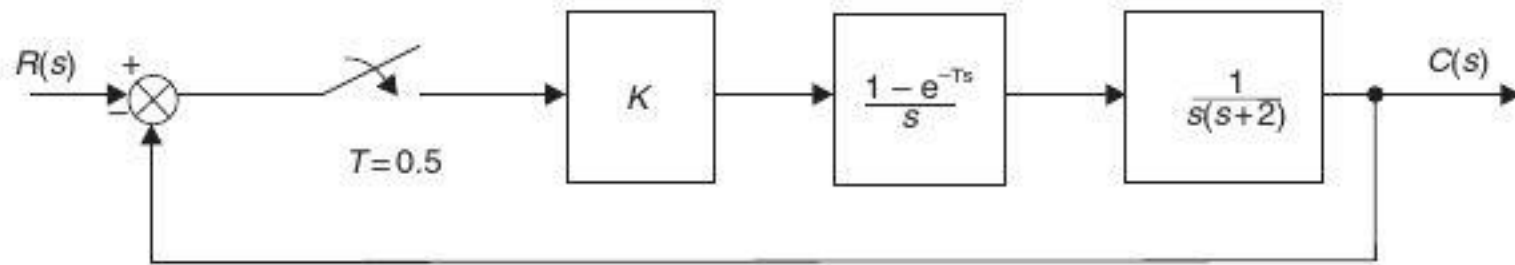 R(s)
+
−
T=0.5
K
1 − e^−Ts
s
1
s(s+2)
C(s)